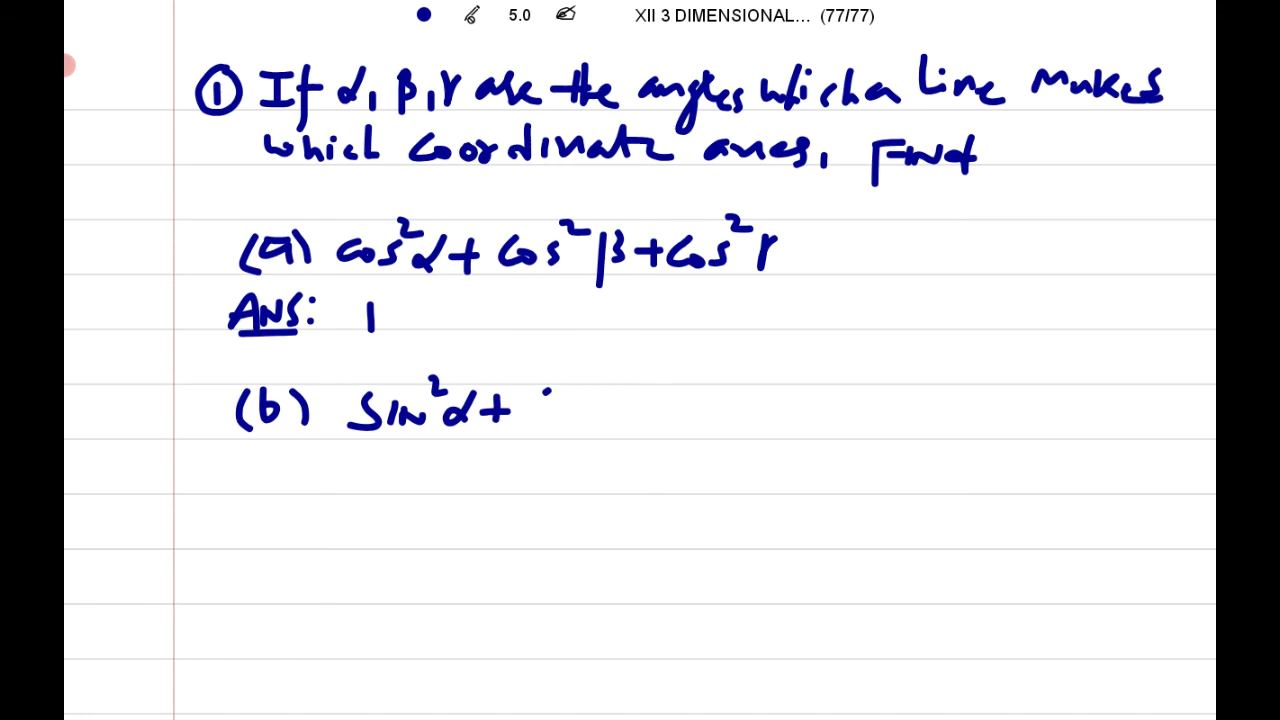 5.0 XII 3 DIMENSIONAL... (77/77)
① If α, β, γ are the angles which a line makes
which coordinate axes, Find
(a) cos²α + cos²β + cos²γ
ANS: 1
(b) sin²α +